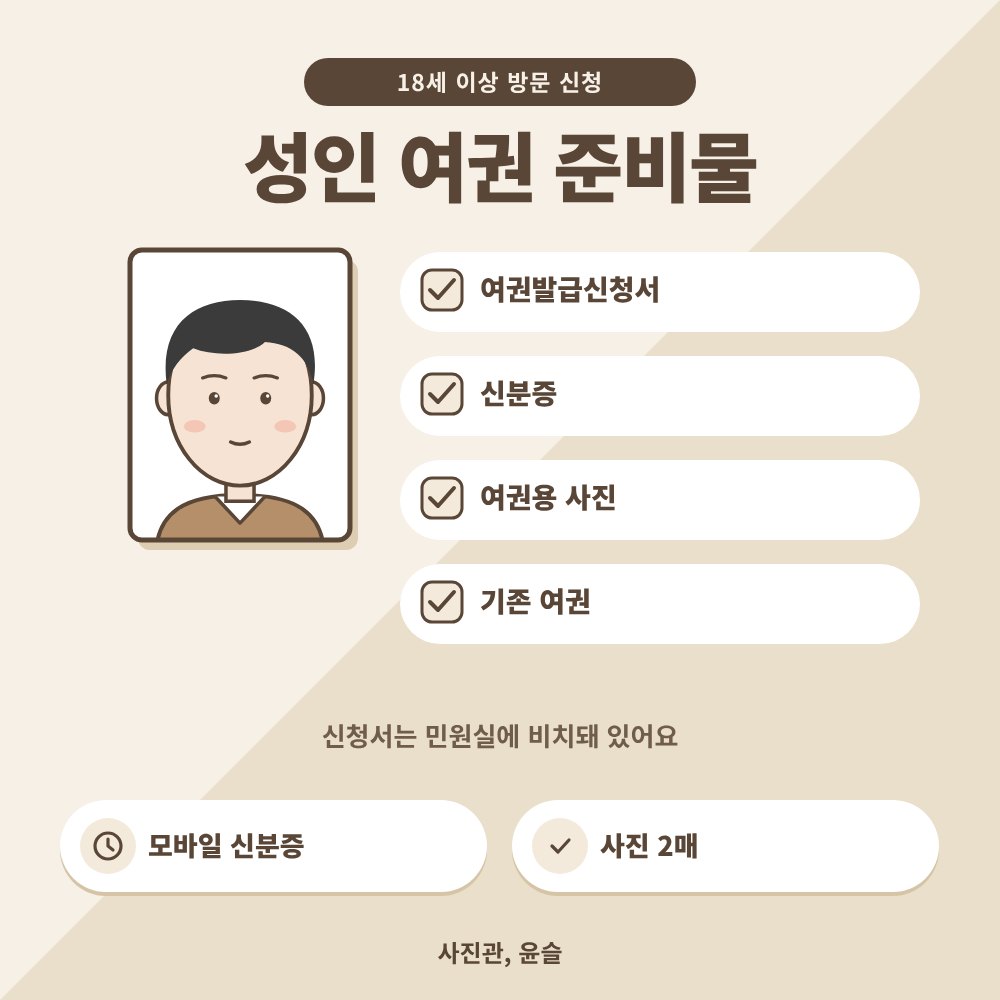 18세 이상 방문 신청
성인 여권 준비물
여권발급신청서
신분증
여권용 사진
기존 여권
신청서는 민원실에 비치돼 있어요
모바일 신분증
사진 2매
사진관, 윤슬